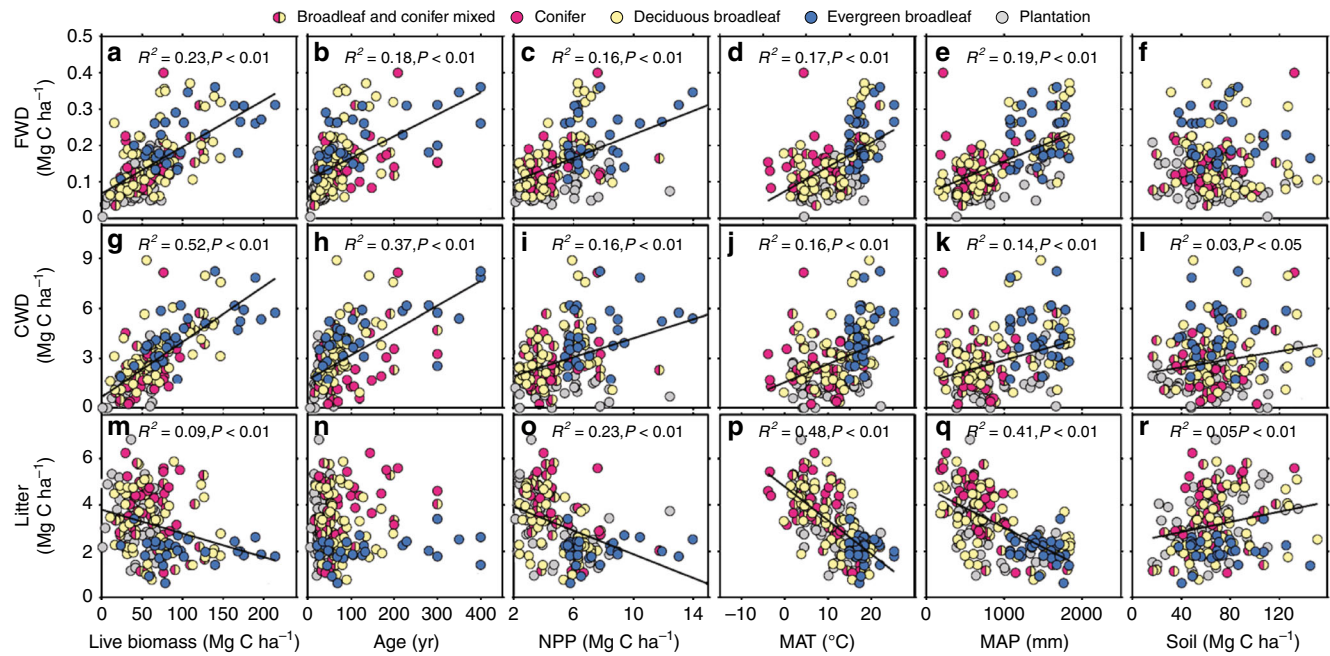 Broadleaf and conifer mixed Conifer Deciduous broadleaf Evergreen broadleaf Plantation
a R² = 0.23, P < 0.01
b R² = 0.18, P < 0.01
c R² = 0.16, P < 0.01
d R² = 0.17, P < 0.01
e R² = 0.19, P < 0.01
f
0.5
0.4
0.3
0.2
0.1
0
FWD
(Mg C ha⁻¹)
g R² = 0.52, P < 0.01
h R² = 0.37, P < 0.01
i R² = 0.16, P < 0.01
j R² = 0.16, P < 0.01
k R² = 0.14, P < 0.01
l R² = 0.03, P < 0.05
9
6
3
0
CWD
(Mg C ha⁻¹)
m R² = 0.09, P < 0.01
n
o R² = 0.23, P < 0.01
p R² = 0.48, P < 0.01
q R² = 0.41, P < 0.01
r R² = 0.05P < 0.01
6
4
2
0
Litter
(Mg C ha⁻¹)
0 50 100 150 200
0 100 200 300 400
2 6 10 14
−10 0 10 20
0 1000 2000
40 80 120
Live biomass (Mg C ha⁻¹)
Age (yr)
NPP (Mg C ha⁻¹)
MAT (°C)
MAP (mm)
Soil (Mg C ha⁻¹)